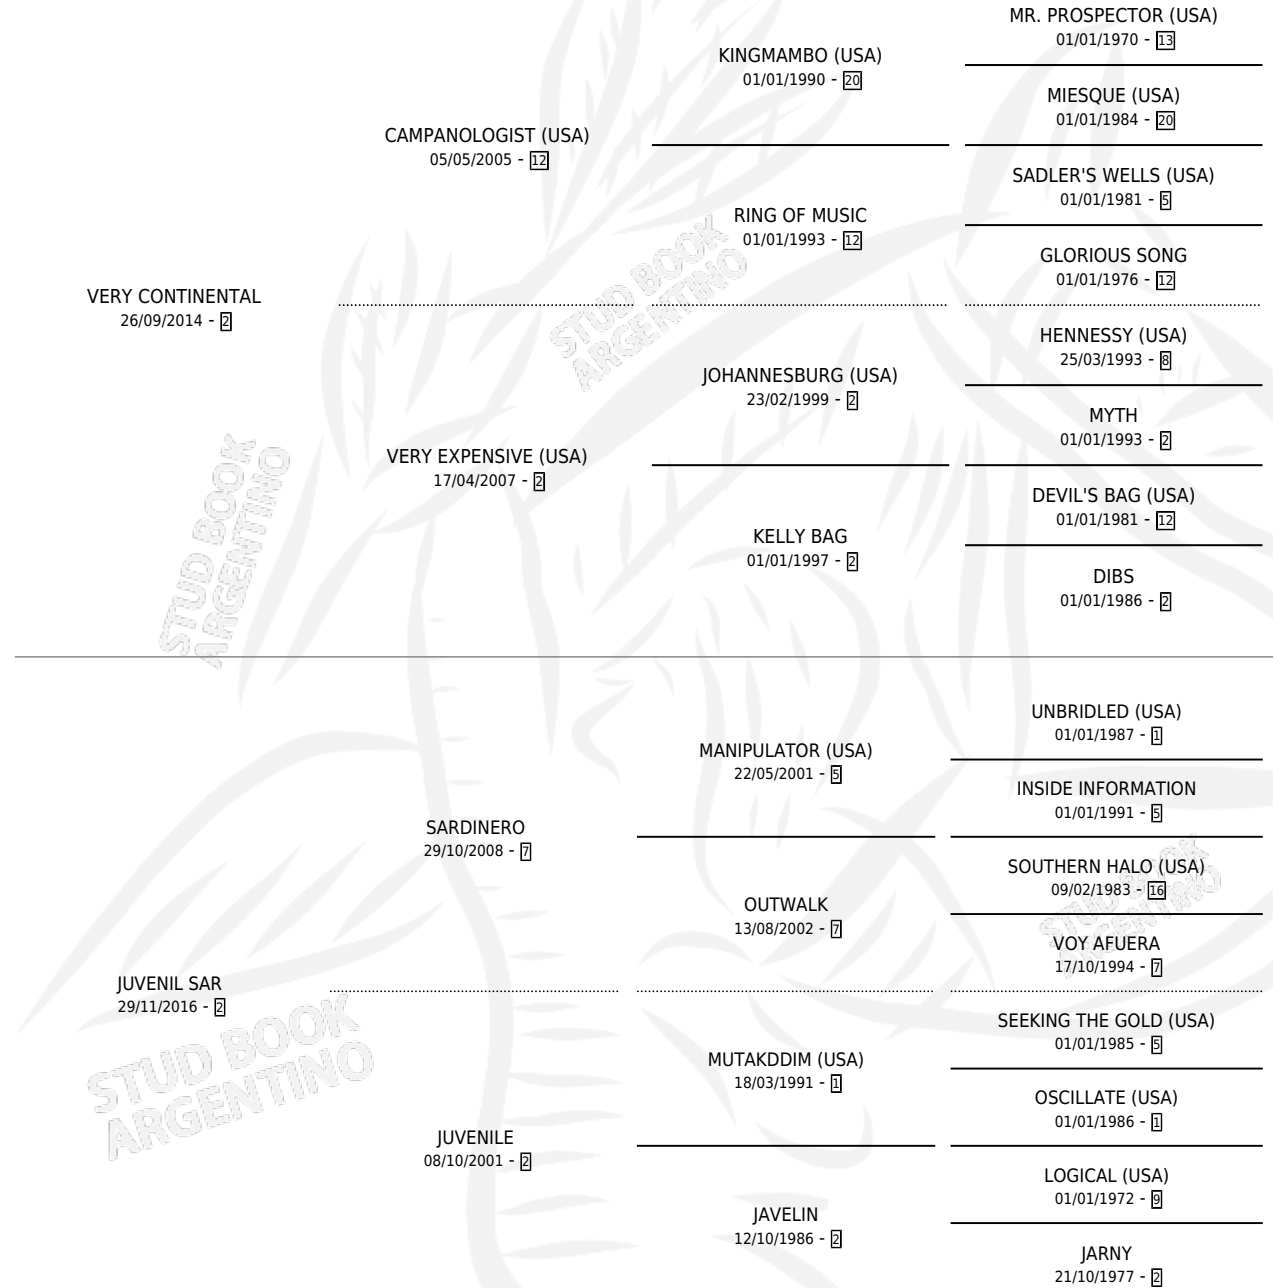 MR. PROSPECTOR (USA)
01/01/1970 - 13
KINGMAMBO (USA)
01/01/1990 - 20
MIESQUE (USA)
01/01/1984 - 20
CAMPANOLOGIST (USA)
05/05/2005 - 12
SADLER'S WELLS (USA)
01/01/1981 - 5
RING OF MUSIC
01/01/1993 - 12
GLORIOUS SONG
01/01/1976 - 12
VERY CONTINENTAL
26/09/2014 - 2
STUD BOOK
ARGENTINO
HENNESSY (USA)
25/03/1993 - 8
JOHANNESBURG (USA)
23/02/1999 - 2
MYTH
01/01/1993 - 2
VERY EXPENSIVE (USA)
17/04/2007 - 2
DEVIL'S BAG (USA)
01/01/1981 - 12
KELLY BAG
01/01/1997 - 2
DIBS
01/01/1986 - 2
STUD BOOK
ARGENTINO
UNBRIDLED (USA)
01/01/1987 - 1
MANIPULATOR (USA)
22/05/2001 - 5
INSIDE INFORMATION
01/01/1991 - 5
SARDINERO
29/10/2008 - 7
SOUTHERN HALO (USA)
09/02/1983 - 16
OUTWALK
13/08/2002 - 7
STUD BOOK
ARGENTINO
VOY AFUERA
17/10/1994 - 7
JUVENIL SAR
29/11/2016 - 2
SEEKING THE GOLD (USA)
01/01/1985 - 5
STUD BOOK
ARGENTINO
MUTAKDDIM (USA)
18/03/1991 - 1
OSCILLATE (USA)
01/01/1986 - 1
JUVENILE
08/10/2001 - 2
LOGICAL (USA)
01/01/1972 - 9
JAVELIN
12/10/1986 - 2
JARNY
21/10/1977 - 2